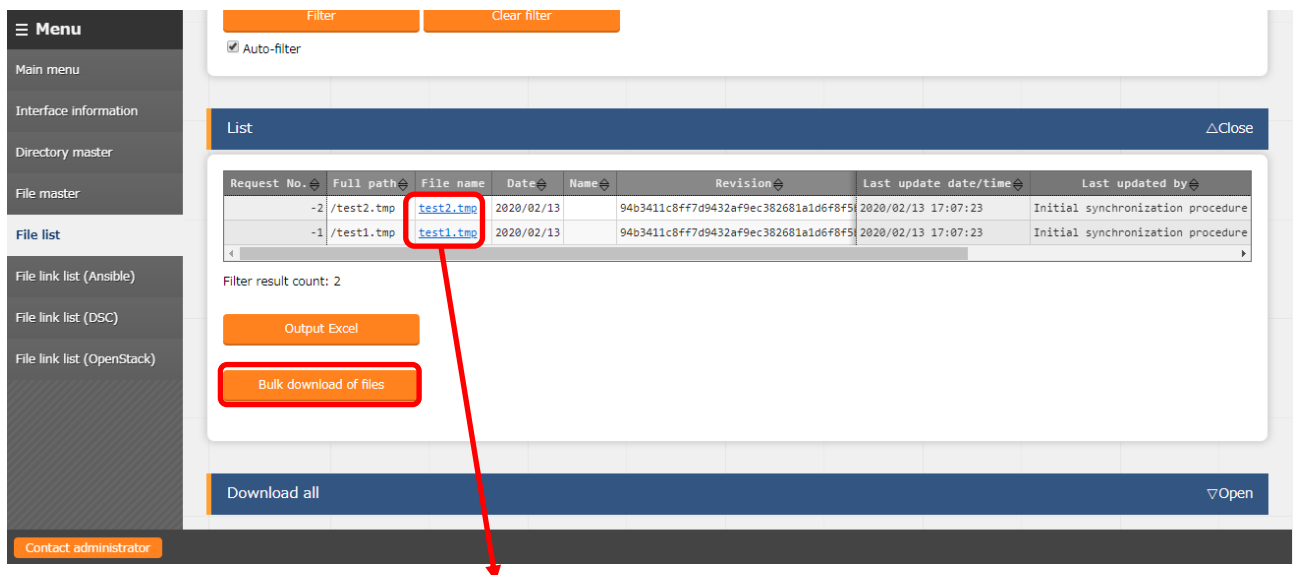 Filter Clear filter
☰ Menu
Auto-filter
Main menu
Interface information
Directory master
File master
File list
File link list (Ansible)
File link list (DSC)
File link list (OpenStack)
List △Close
Request No. Full path File name Date Name Revision Last update date/time Last updated by
-2 /test2.tmp test2.tmp 2020/02/13 94b3411c8ff7d9432af9ec382681a1d6f8f5 2020/02/13 17:07:23 Initial synchronization procedure
-1 /test1.tmp test1.tmp 2020/02/13 94b3411c8ff7d9432af9ec382681a1d6f8f5 2020/02/13 17:07:23 Initial synchronization procedure
Filter result count: 2
Output Excel
Bulk download of files
Download all ▽Open
Contact administrator